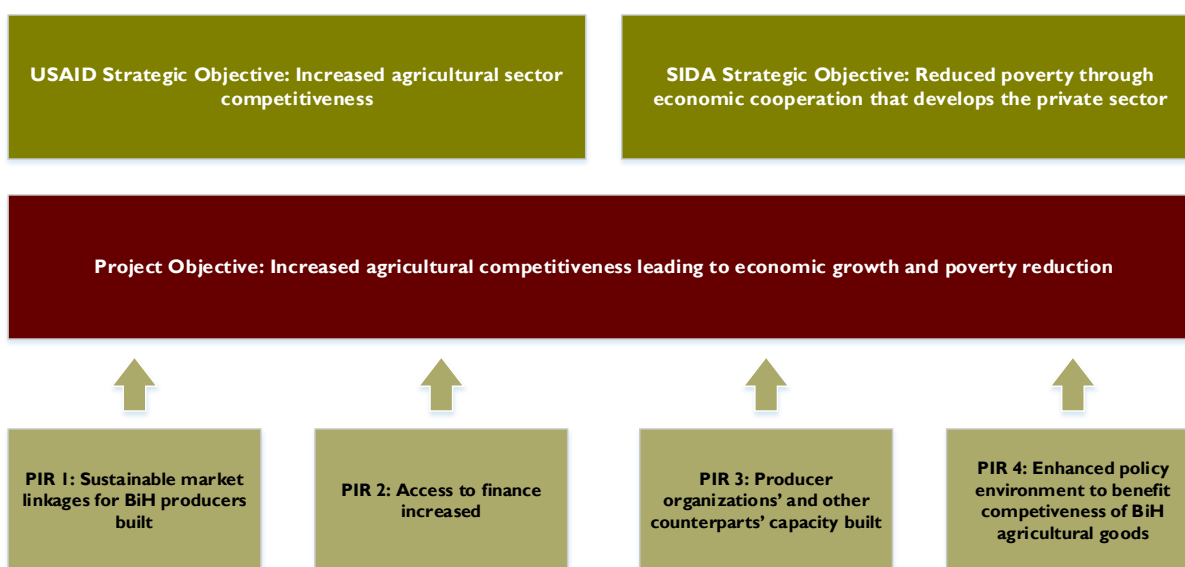 USAID Strategic Objective: Increased agricultural sector
competitiveness
SIDA Strategic Objective: Reduced poverty through
economic cooperation that develops the private sector
Project Objective: Increased agricultural competitiveness leading to economic growth and poverty reduction
PIR 1: Sustainable market
linkages for BiH producers
built
PIR 2: Access to finance
increased
PIR 3: Producer
organizations’ and other
counterparts’ capacity built
PIR 4: Enhanced policy
environment to benefit
competiveness of BiH
agricultural goods